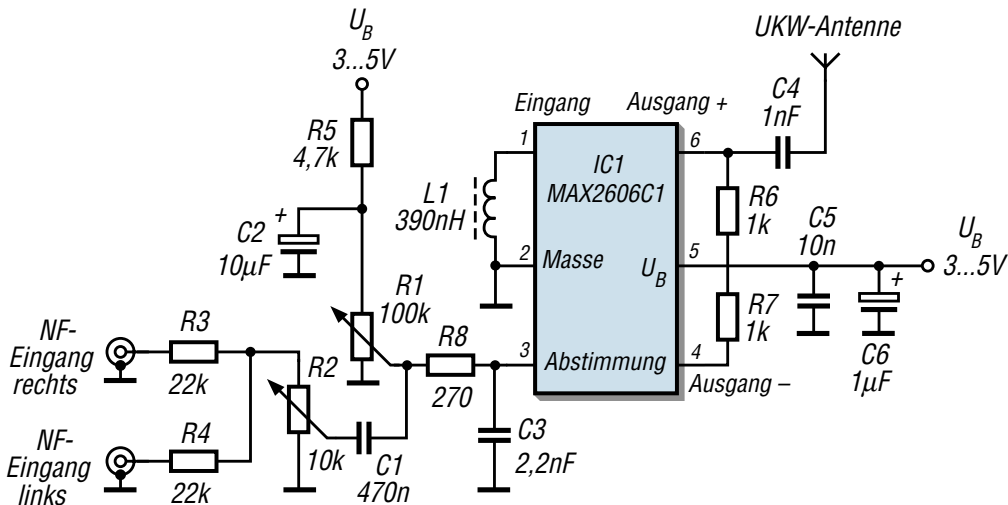 U_B
3...5V
R5
4,7k
C2
+
10µF
R1
100k
NF-
Eingang
rechts
R3
22k
NF-
Eingang
links
R4
22k
R2
10k
C1
470n
R8
270
C3
2,2nF
L1
390nH
Eingang
Ausgang +
1
2
3
6
5
4
IC1
MAX2606C1
Masse
U_B
Abstimmung
Ausgang –
UKW-Antenne
C4
1nF
R6
1k
R7
1k
C5
10n
+
C6
1µF
U_B
3...5V